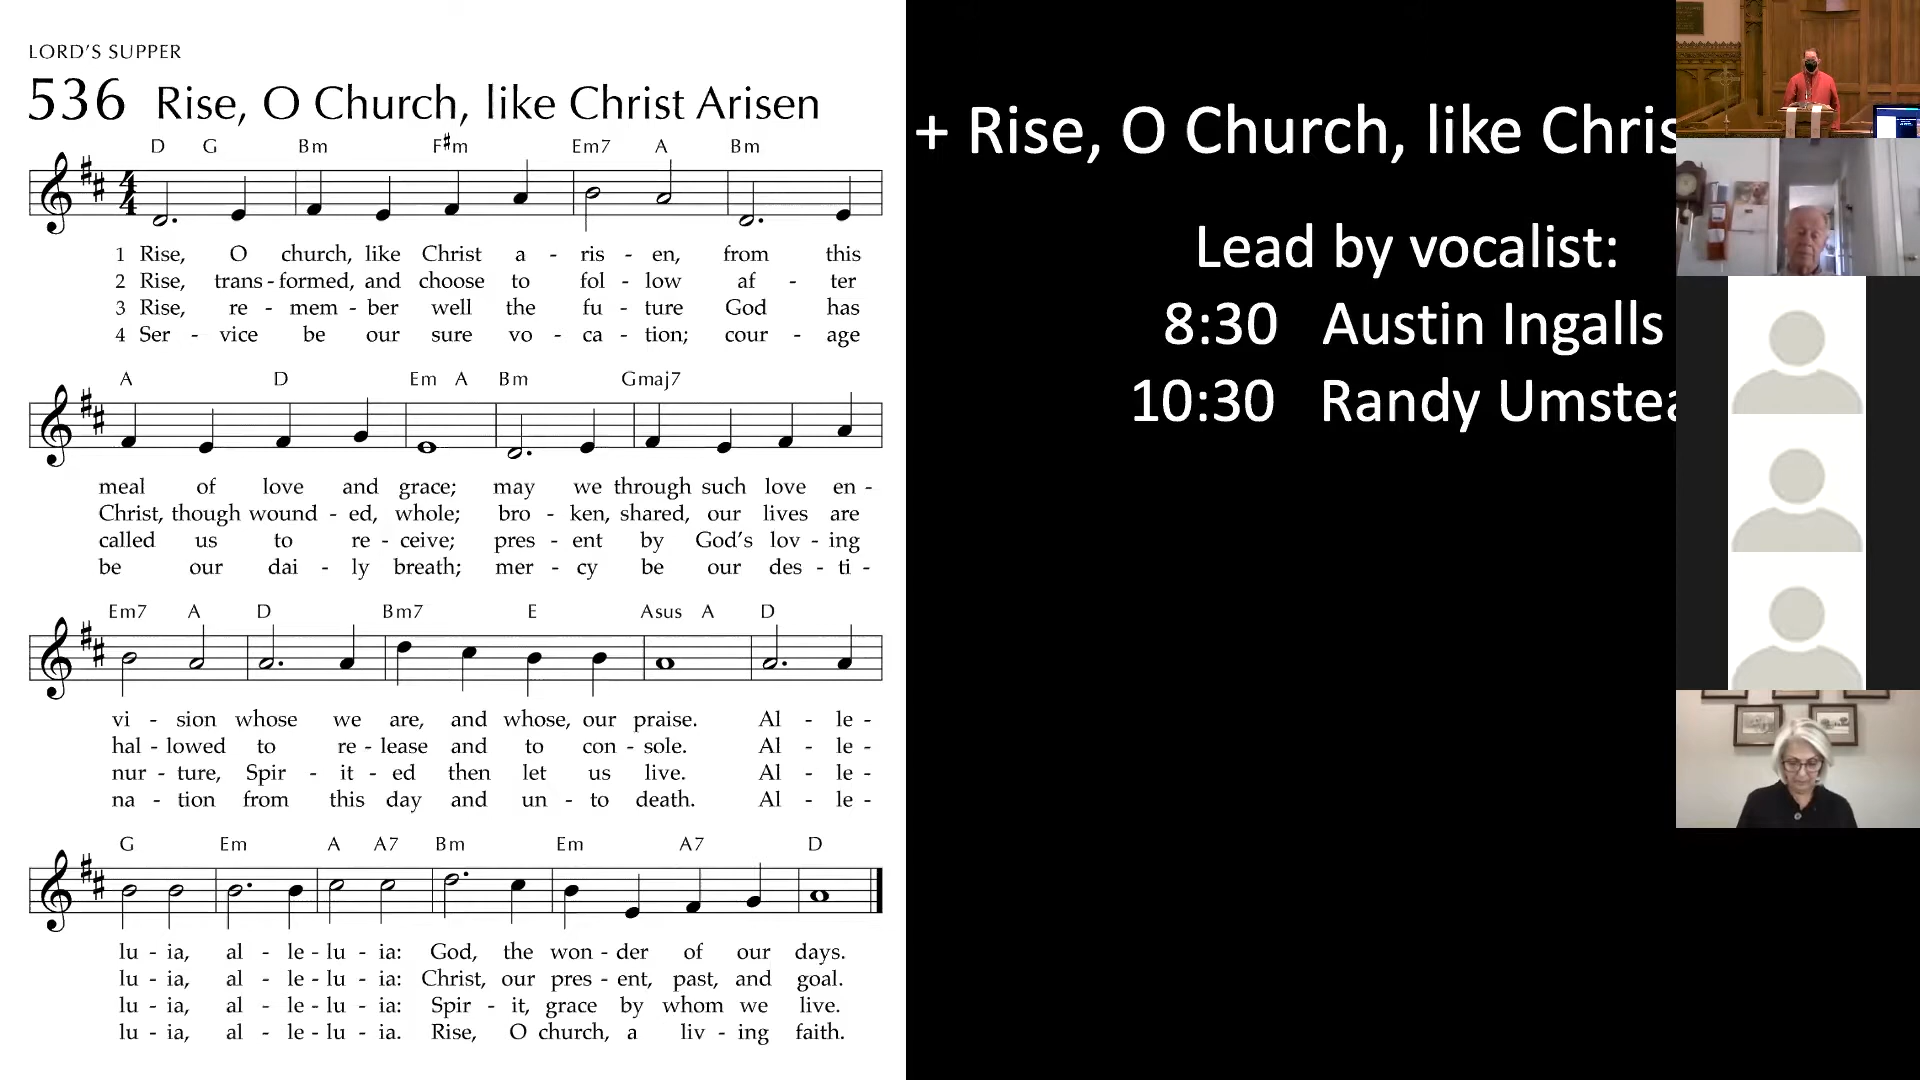 LORD'S SUPPER
536 Rise, O Church, like Christ Arisen
D G Bm F#m Em7 A Bm
1 Rise, O church, like Christ a - ris - en, from this
2 Rise, trans - formed, and choose to fol - low af - ter
3 Rise, re - mem - ber well the fu - ture God has
4 Ser - vice be our sure vo - ca - tion; cour - age
A D Em A Bm Gmaj7
meal of love and grace; may we through such love en -
Christ, though wound - ed, whole; bro - ken, shared, our lives are
called us to re - ceive; pres - ent by God's lov - ing
be our dai - ly breath; mer - cy be our des - ti -
Em7 A D Bm7 E Asus A D
vi - sion whose we are, and whose, our praise. Al - le -
hal - lowed to re - lease and to con - sole. Al - le -
nur - ture, Spir - it - ed then let us live. Al - le -
na - tion from this day and un - to death. Al - le -
G Em A A7 Bm Em A7 D
lu - ia, al - le - lu - ia: God, the won - der of our days.
lu - ia, al - le - lu - ia: Christ, our pres - ent, past, and goal.
lu - ia, al - le - lu - ia: Spir - it, grace by whom we live.
lu - ia, al - le - lu - ia. Rise, O church, a liv - ing faith.
+ Rise, O Church, like Chris
Lead by vocalist:
8:30 Austin Ingalls
10:30 Randy Umstea